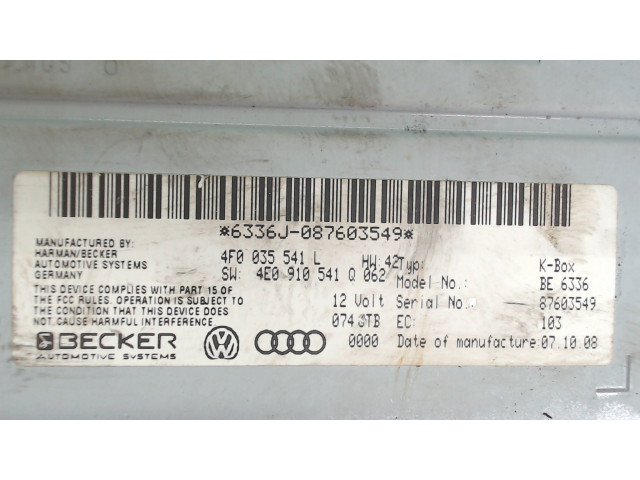 *6336J-087603549*
MANUFACTURED BY:
HARMAN/BECKER
AUTOMOTIVE SYSTEMS
GERMANY
4F0 035 541 L HW:42 Typ: K-Box
SW: 4E0 910 541 Q 062 Model No.: BE 6336
THIS DEVICE COMPLIES WITH PART 15 OF
THE FCC RULES. OPERATION IS SUBJECT TO
THE CONDITION THAT THIS DEVICE DOES
NOT CAUSE HARMFUL INTERFERENCE
12 Volt Serial No.: 87603549
EC: 103
BECKER
AUTOMOTIVE SYSTEMS
VW
0000 Date of manufacture: 07.10.08